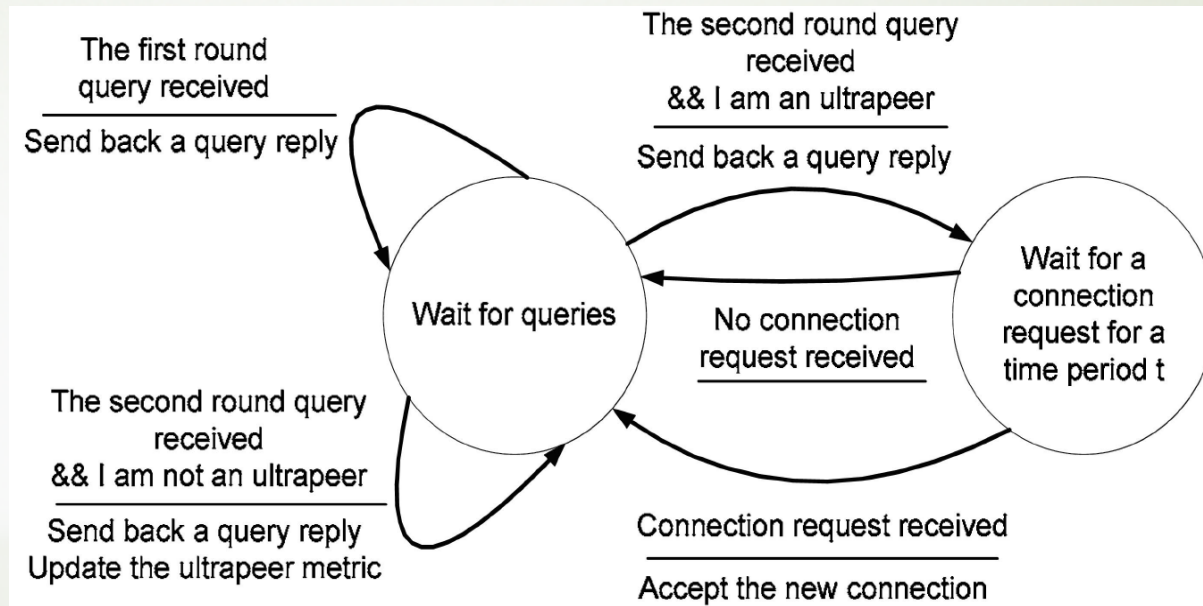 The first round
query received
Send back a query reply
The second round query
received
&& I am an ultrapeer
Send back a query reply
Wait for queries
No connection
request received
Wait for a
connection
request for a
time period t
The second round query
received
&& I am not an ultrapeer
Send back a query reply
Update the ultrapeer metric
Connection request received
Accept the new connection